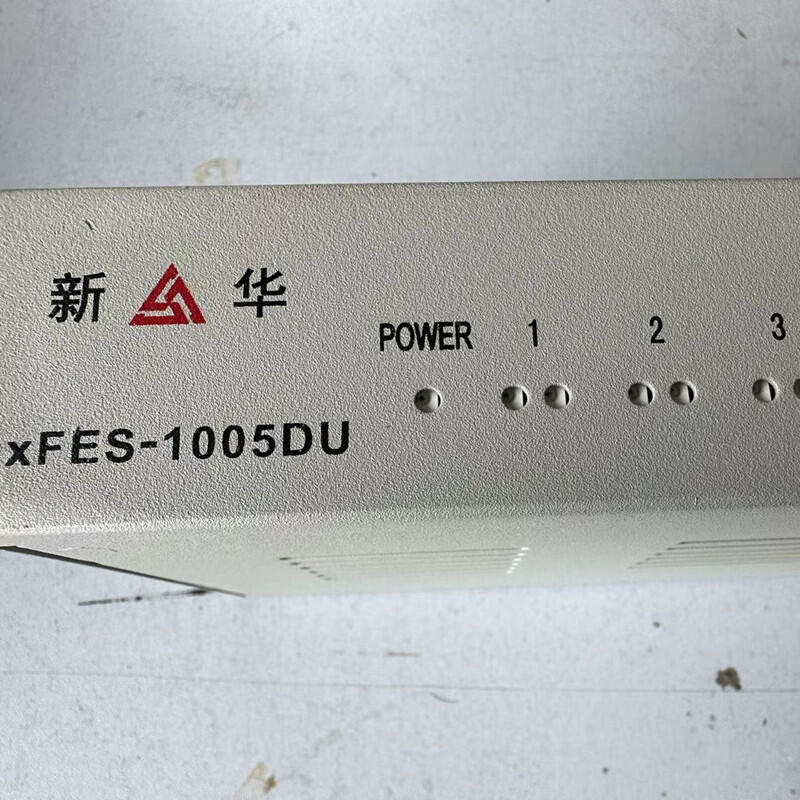 新 华
POWER 1 2 3
xFES-1005DU